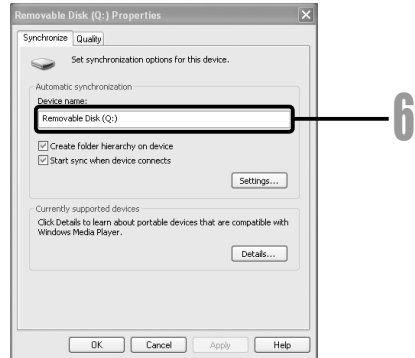 Removable Disk (Q:) Properties
Synchronize Quality
Set synchronization options for this device.
Automatic synchronization
Device name:
Removable Disk (Q:)
6
Create folder hierarchy on device
Start sync when device connects
Settings...
Currently supported devices
Click Details to learn about portable devices that are compatible with
Windows Media Player.
Details...
OK Cancel Apply Help